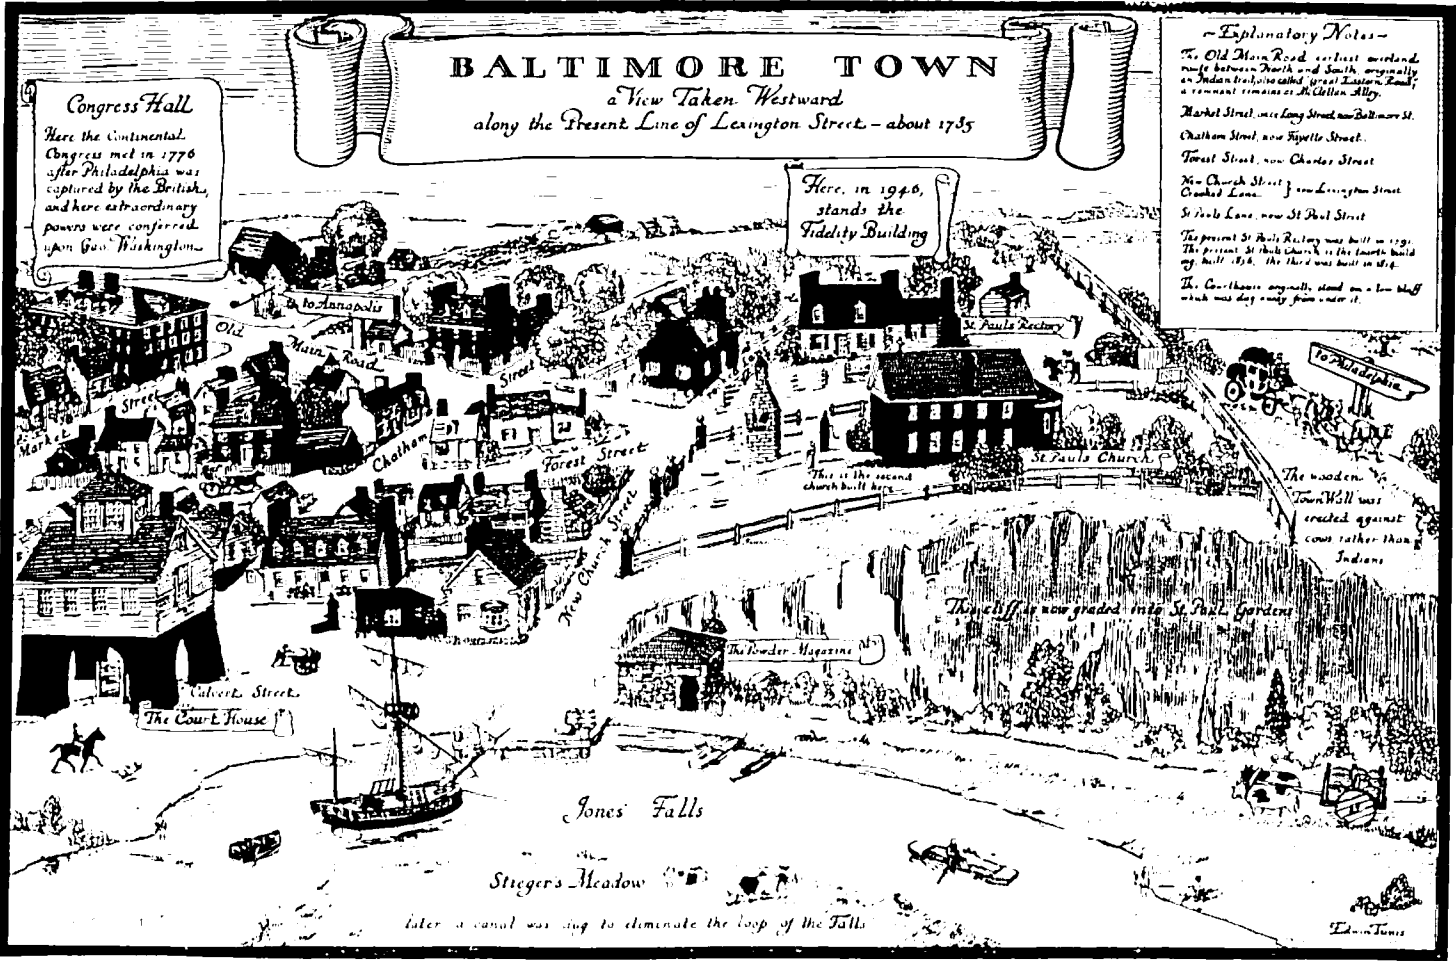 BALTIMORE TOWN
a View Taken Westward
along the Present Line of Lexington Street – about 1785
Congress Hall
Here the Continental
Congress met in 1776
after Philadelphia was
captured by the British,
and here extraordinary
powers were conferred
upon Gen. Washington
Here, in 1946,
stands the
Fidelity Building
~ Explanatory Notes ~
The Old Main Road earliest overland
route between North and South, originally
an Indian trail, also called 'great Eastern Road';
a remnant remains as McClellan Alley.
Market Street, once Long Street, now Baltimore St.
Chatham Street, now Fayette Street.
Forest Street, now Charles Street
New Church Street
Crooked Lane } now Lexington Street
St Pauls Lane, now St Paul Street
The present St Pauls Rectory was built in 1791.
The present St Pauls Church is the fourth build
ing, built 1856, the third was built in 1814.
The Courthouse originally stood on a low bluff
which was dug away from under it.
to Annapolis
Old
Main
Road
Street
St Pauls Rectory
to Philadelphia
Market
Street
Chatham
Forest Street
St Pauls Church
This is the second
church built here
The wooden
Town Wall was
erected against
cows rather than
Indians
New Church Street
This cliff is now graded into St. Paul Gardens
The Powder Magazine
Calvert Street
The Court House
Jones' Falls
Stieger's Meadow
later a canal was dug to eliminate the loop of the Falls
Edwin Tunis